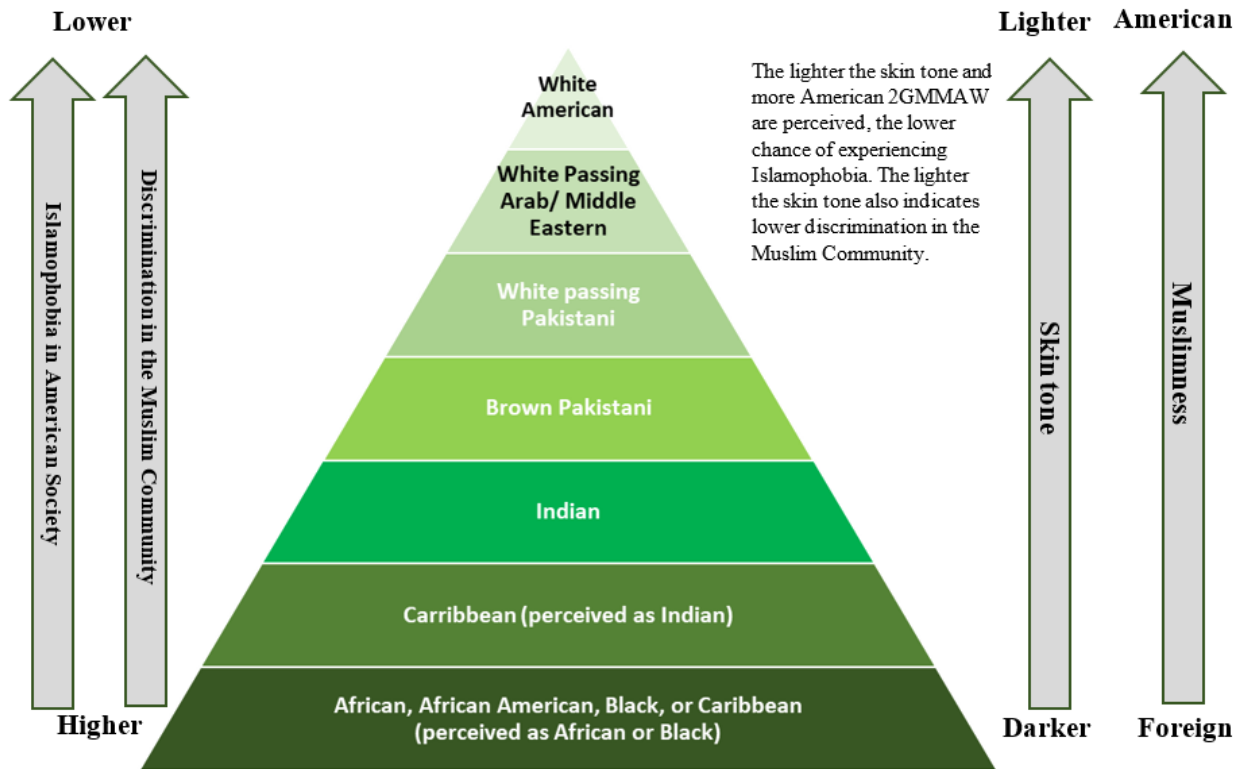 Lower
Higher
Islamophobia in American Society
Discrimination in the Muslim Community
White
American
White Passing
Arab/ Middle
Eastern
White passing
Pakistani
Brown Pakistani
Indian
Carribbean (perceived as Indian)
African, African American, Black, or Caribbean
(perceived as African or Black)
The lighter the skin tone and
more American 2GMMAW
are perceived, the lower
chance of experiencing
Islamophobia. The lighter
the skin tone also indicates
lower discrimination in the
Muslim Community.
Lighter
Skin tone
Darker
American
Muslimness
Foreign